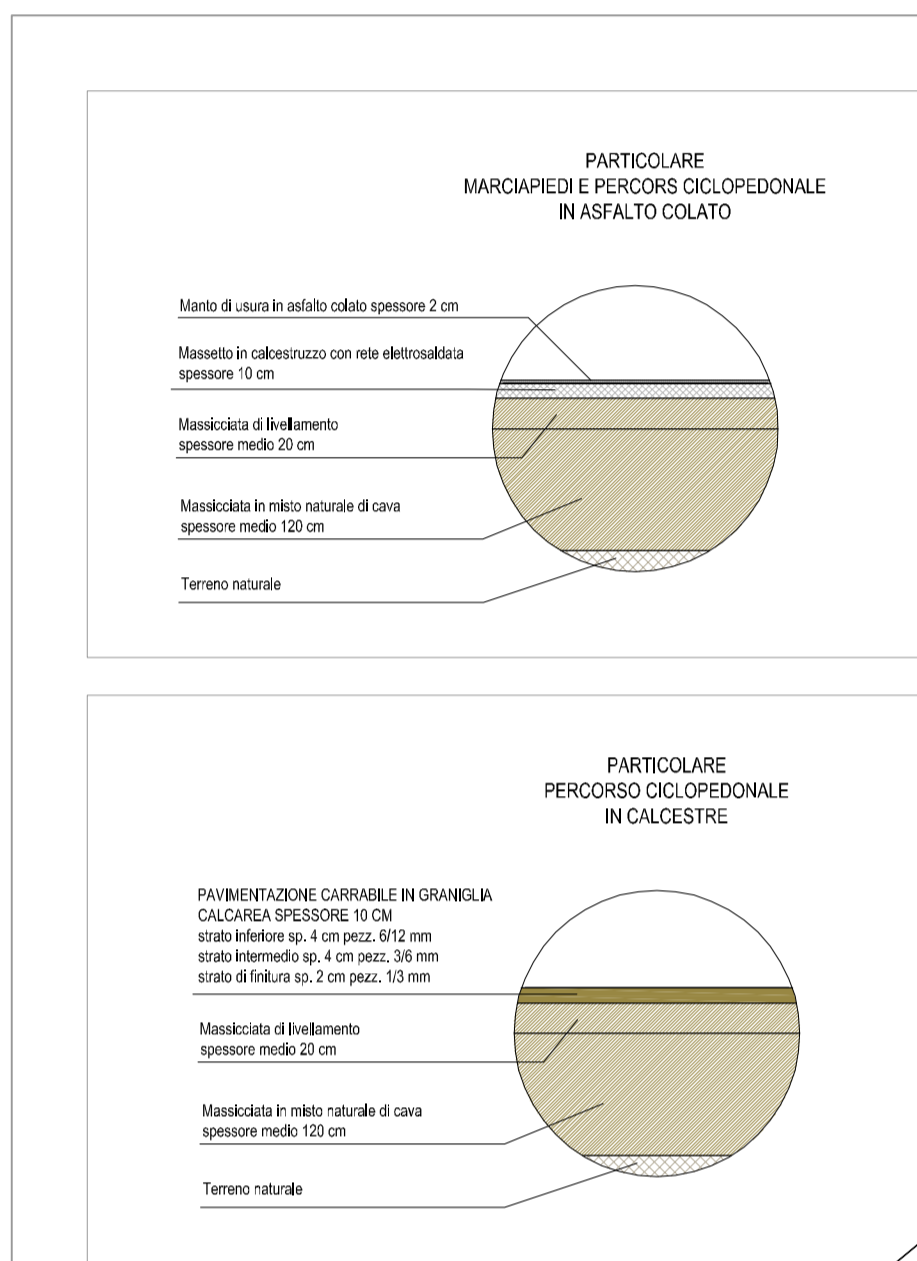 PARTICOLARE
MARCIAPIEDI E PERCORS CICLOPEDONALE
IN ASFALTO COLATO
Manto di usura in asfalto colato spessore 2 cm
Massetto in calcestruzzo con rete elettrosaldata
spessore 10 cm
Massicciata di livellamento
spessore medio 20 cm
Massicciata in misto naturale di cava
spessore medio 120 cm
Terreno naturale
PARTICOLARE
PERCORSO CICLOPEDONALE
IN CALCESTRE
PAVIMENTAZIONE CARRABILE IN GRANIGLIA
CALCAREA SPESSORE 10 CM
strato inferiore sp. 4 cm pezz. 6/12 mm
strato intermedio sp. 4 cm pezz. 3/6 mm
strato di finitura sp. 2 cm pezz. 1/3 mm
Massicciata di livellamento
spessore medio 20 cm
Massicciata in misto naturale di cava
spessore medio 120 cm
Terreno naturale